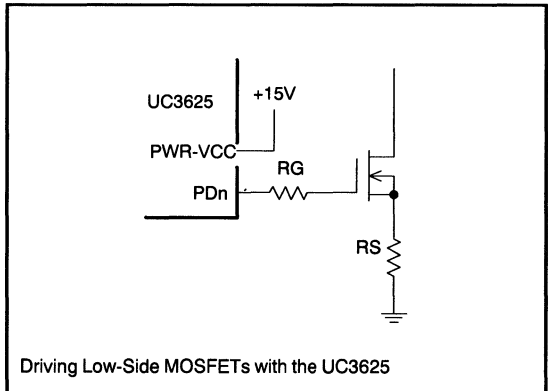 UC3625
+15V
PWR-VCC
RG
PDn
RS
Driving Low-Side MOSFETs with the UC3625